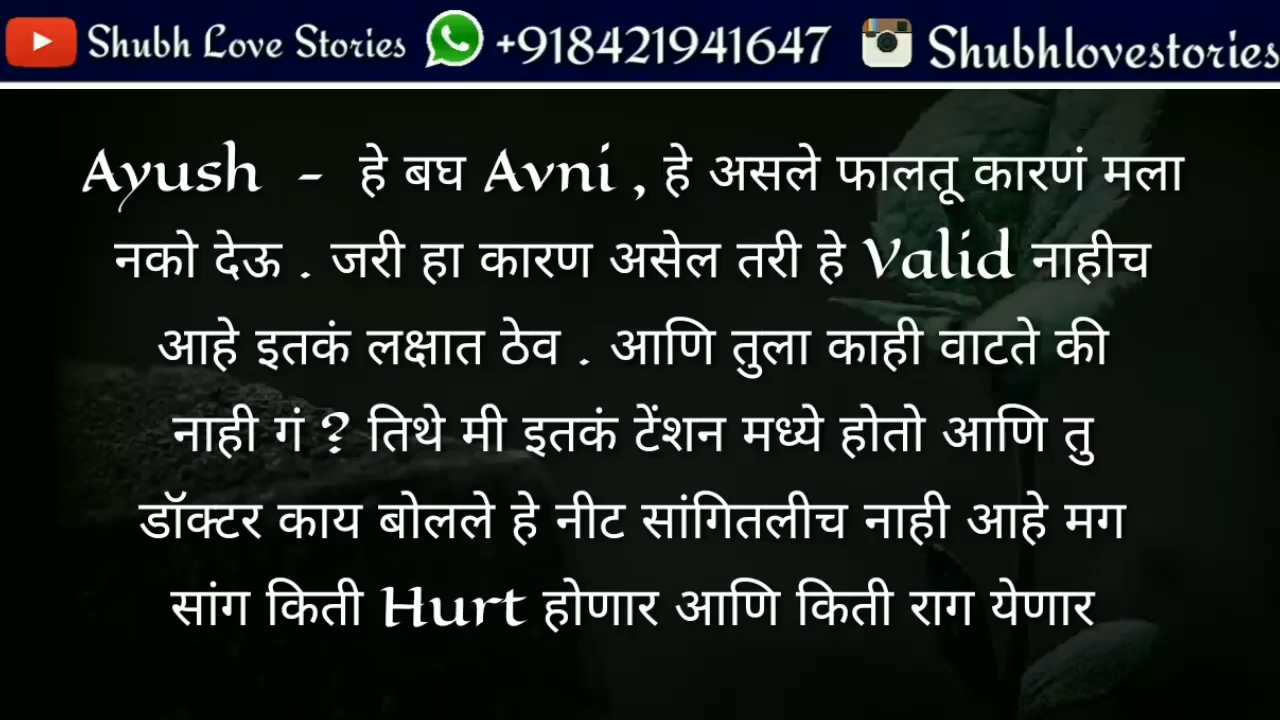 Shubh Love Stories +918421941647 Shubhlovestories
Ayush - हे बघ Avni , हे असले फालतू कारणं मला
नको देऊ . जरी हा कारण असेल तरी हे Valid नाहीच
आहे इतकं लक्षात ठेव . आणि तुला काही वाटते की
नाही गं ? तिथे मी इतकं टेंशन मध्ये होतो आणि तु
डॉक्टर काय बोलले हे नीट सांगितलीच नाही आहे मग
सांग किती Hurt होणार आणि किती राग येणार